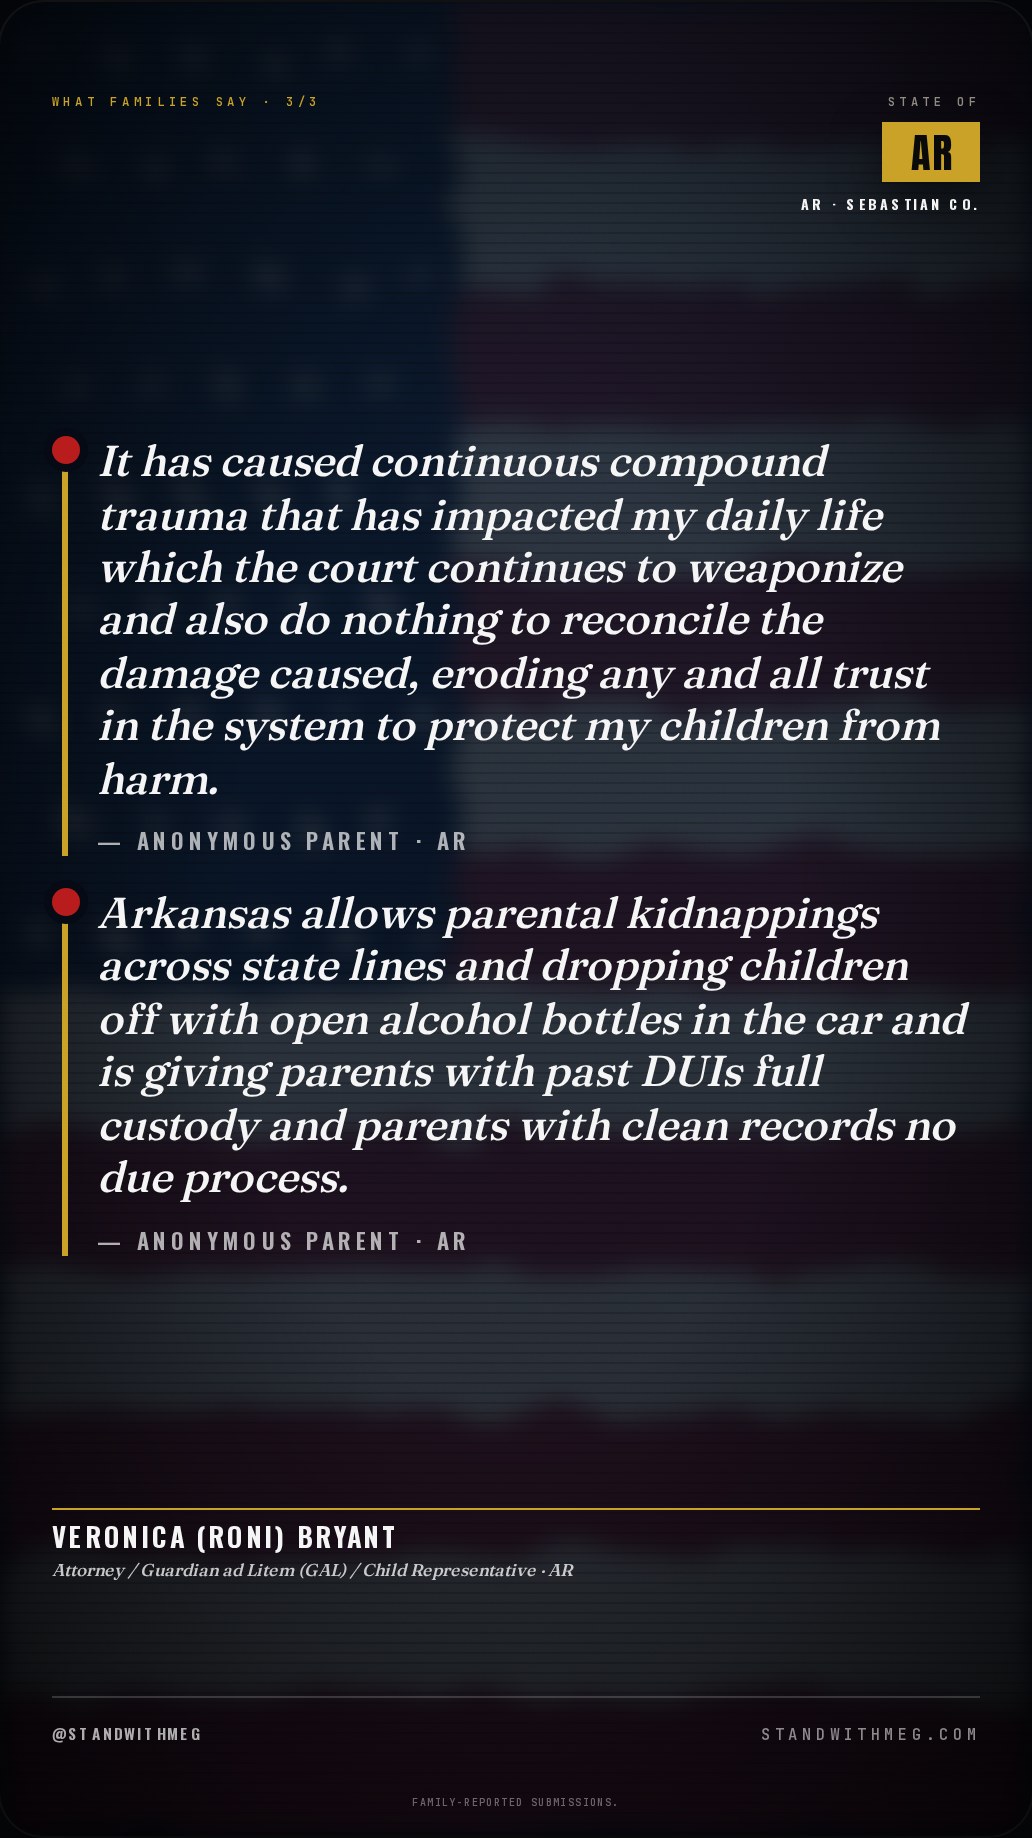 WHAT FAMILIES SAY · 3/3
STATE OF
AR
AR · SEBASTIAN CO.
It has caused continuous compound
trauma that has impacted my daily life
which the court continues to weaponize
and also do nothing to reconcile the
damage caused, eroding any and all trust
in the system to protect my children from
harm.
— ANONYMOUS PARENT · AR
Arkansas allows parental kidnappings
across state lines and dropping children
off with open alcohol bottles in the car and
is giving parents with past DUIs full
custody and parents with clean records no
due process.
— ANONYMOUS PARENT · AR
VERONICA (RONI) BRYANT
Attorney / Guardian ad Litem (GAL) / Child Representative · AR
@STANDWITHMEG
STANDWITHMEG.COM
FAMILY-REPORTED SUBMISSIONS.